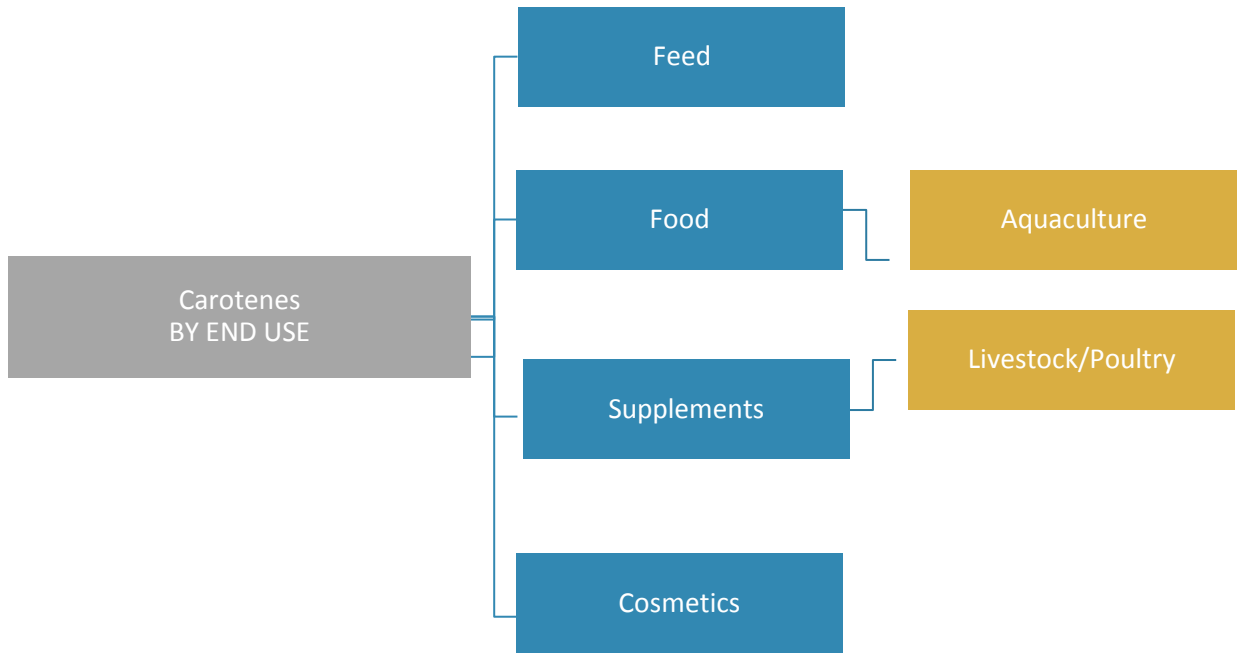 Carotenes
BY END USE
Feed
Food
Supplements
Cosmetics
Aquaculture
Livestock/Poultry